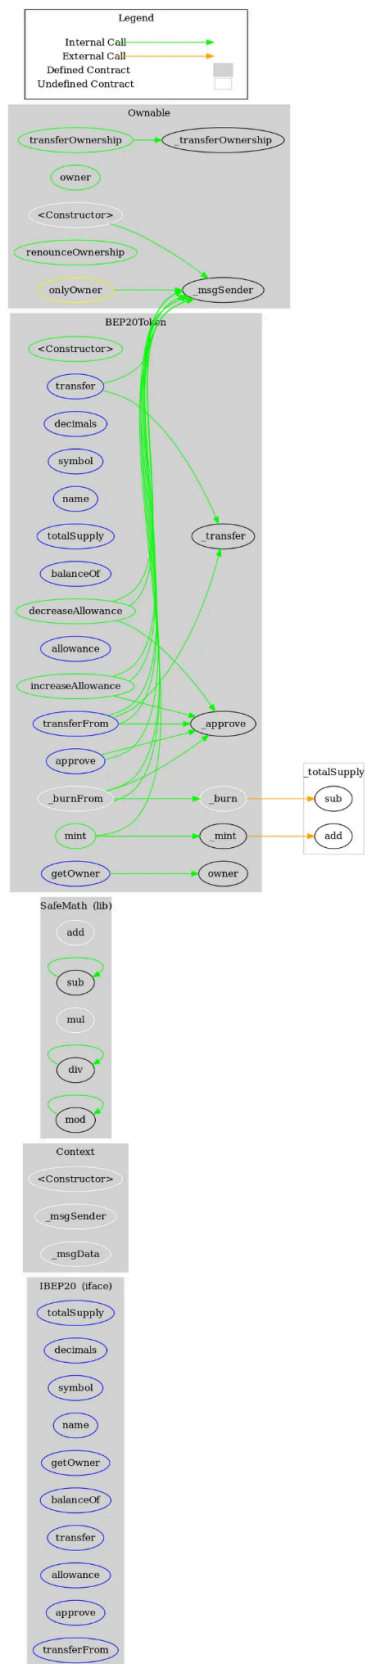 Legend
Internal Call
External Call
Defined Contract
Undefined Contract
Ownable
transferOwnership
_transferOwnership
owner
<Constructor>
renounceOwnership
onlyOwner
_msgSender
BEP20Token
<Constructor>
transfer
decimals
symbol
name
totalSupply
_transfer
balanceOf
decreaseAllowance
allowance
increaseAllowance
transferFrom
_approve
approve
_totalSupply
_burnFrom
_burn
sub
mint
_mint
add
getOwner
owner
SafeMath (lib)
add
sub
mul
div
mod
Context
<Constructor>
_msgSender
_msgData
IBEP20 (iface)
totalSupply
decimals
symbol
name
getOwner
balanceOf
transfer
allowance
approve
transferFrom